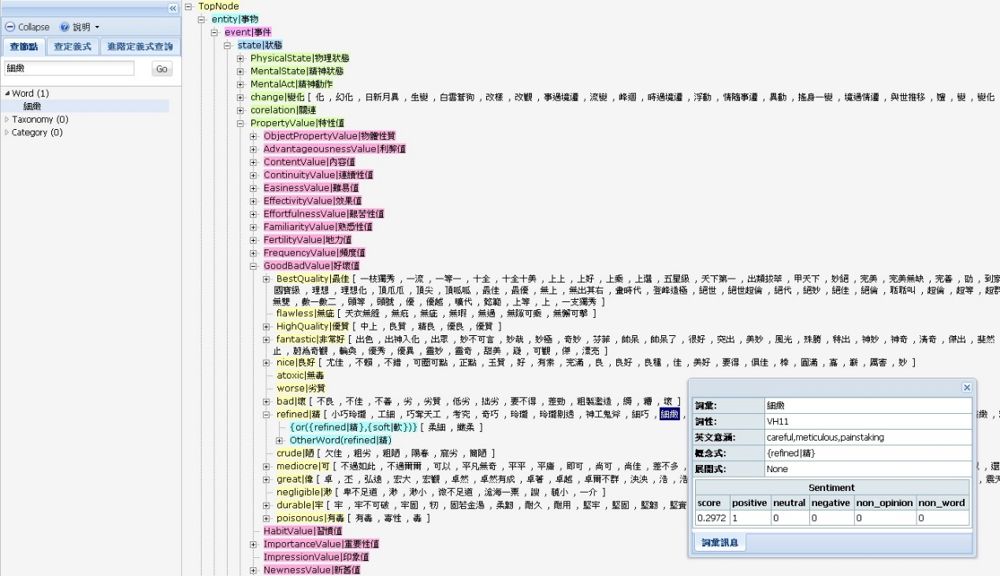 Collapse 說明
查節點 查定義式 進階定義式查詢
細緻 Go
Word (1)
細緻
Taxonomy (0)
Category (0)
TopNode
entity|事物
event|事件
state|狀態
PhysicalState|物理狀態
MentalState|精神狀態
MentalAct|精神動作
change|變化 [ 化 , 幻化 , 日新月異 , 生變 , 白雲蒼狗 , 改樣 , 改觀 , 事過境遷 , 流變 , 峰迴 , 時過境遷 , 浮動 , 情隨事遷 , 異動 , 搖身一變 , 境過情遷 , 與世推移 , 嬗 , 變 , 變化
corelation|關連
PropertyValue|特性值
ObjectPropertyValue|物體性質
AdvantageousnessValue|利弊值
ContentValue|內容值
ContinuityValue|連續性值
EasinessValue|難易值
EffectivityValue|效果值
EffortfulnessValue|艱苦性值
FamiliarityValue|熟悉性值
FertilityValue|地力值
FrequencyValue|頻度值
GoodBadValue|好壞值
BestQuality|最佳 [ 一枝獨秀 , 一流 , 一等一 , 十全 , 十全十美 , 上上 , 上好 , 上乘 , 上選 , 五星級 , 天下第一 , 出類拔萃 , 甲天下 , 妙絕 , 完美 , 完美無缺 , 完善 , 劭 , 到家
國寶級 , 理想 , 理想化 , 頂瓜瓜 , 頂尖 , 頂呱呱 , 最佳 , 最優 , 無上 , 無出其右 , 畫時代 , 登峰造極 , 絕世 , 絕世超倫 , 絕代 , 絕妙 , 絕佳 , 絕倫 , 聒聒叫 , 超倫 , 超等 , 超群
無雙 , 數一數二 , 頭等 , 頭號 , 優 , 優越 , 曠代 , 懿範 , 上等 , 上 , 一支獨秀 ]
flawless|無疵 [ 天衣無縫 , 無疵 , 無瑕 , 無過 , 無隙可乘 , 無懈可擊 ]
HighQuality|優質 [ 中上 , 良質 , 精良 , 優良 , 優質 ]
fantastic|非常好 [ 出色 , 出神入化 , 出眾 , 妙不可言 , 妙哉 , 妙極 , 奇妙 , 芬菲 , 帥呆 , 帥呆了 , 很好 , 突出 , 美妙 , 風光 , 殊勝 , 特出 , 神妙 , 神奇 , 清奇 , 傑出 , 斐然
止 , 蔚為奇觀 , 輪奐 , 優秀 , 優異 , 靈妙 , 靈奇 , 甜美 , 嶷 , 可觀 , 傑 , 漂亮 ]
nice|良好 [ 尤佳 , 不賴 , 不錯 , 可圈可點 , 正點 , 玉質 , 好 , 有素 , 完滿 , 良 , 良好 , 良種 , 佳 , 美好 , 要得 , 俱佳 , 棒 , 圓滿 , 嘉 , 嶄 , 厲害 , 妙 ]
atoxic|無毒
worse|劣質
bad|壞 [ 不良 , 不佳 , 不善 , 劣 , 劣質 , 低劣 , 拙劣 , 要不得 , 差勁 , 粗製濫造 , 糟 , 壞 ]
refined|精 [ 小巧玲瓏 , 工細 , 巧奪天工 , 考究 , 奇巧 , 玲瓏 , 玲瓏剔透 , 神工鬼斧 , 細巧 , 細緻 ,
{or({refined|精},{soft|軟})} [ 柔細 , 纖柔 ]
OtherWord(refined|精)
crude|陋 [ 欠佳 , 粗劣 , 粗陋 , 陽春 , 窳劣 , 簡陋 ]
mediocre|可 [ 不過如此 , 不過爾爾 , 可以 , 平凡無奇 , 平平 , 平庸 , 即可 , 尚可 , 尚佳 , 差不多 ,
great|偉 [ 卓 , 丕 , 弘遠 , 宏大 , 宏觀 , 卓然 , 卓然有成 , 卓著 , 卓越 , 卓爾不群 , 泱泱 , 浩 , 浩
negligible|渺 [ 卑不足道 , 渺 , 渺小 , 微不足道 , 滄海一粟 , 謏 , 藐小 , 一介 ]
durable|牢 [ 牢 , 牢不可破 , 牢固 , 牣 , 固若金湯 , 柔韌 , 耐久 , 耐用 , 堅牢 , 堅固 , 堅韌 , 堅實
poisonous|有毒 [ 有毒 , 毒性 , 毒 ]
HabitValue|習慣值
ImportanceValue|重要性值
ImpressionValue|印象值
NewnessValue|新舊值
詞彙: 細緻
詞性: VH11
英文意涵: careful,meticulous,painstaking
概念式: {refined|精}
展開式: None
Sentiment
score positive neutral negative non_opinion non_word
0.2972 1 0 0 0 0
詞彙訊息